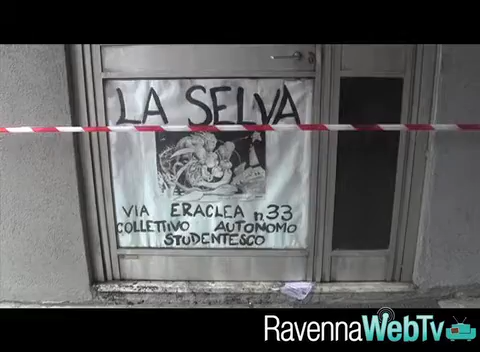 LA SELVA
VIA ERACLEA n.33
COLLETTIVO AUTONOMO
STUDENTESCO
RavennaWebTv